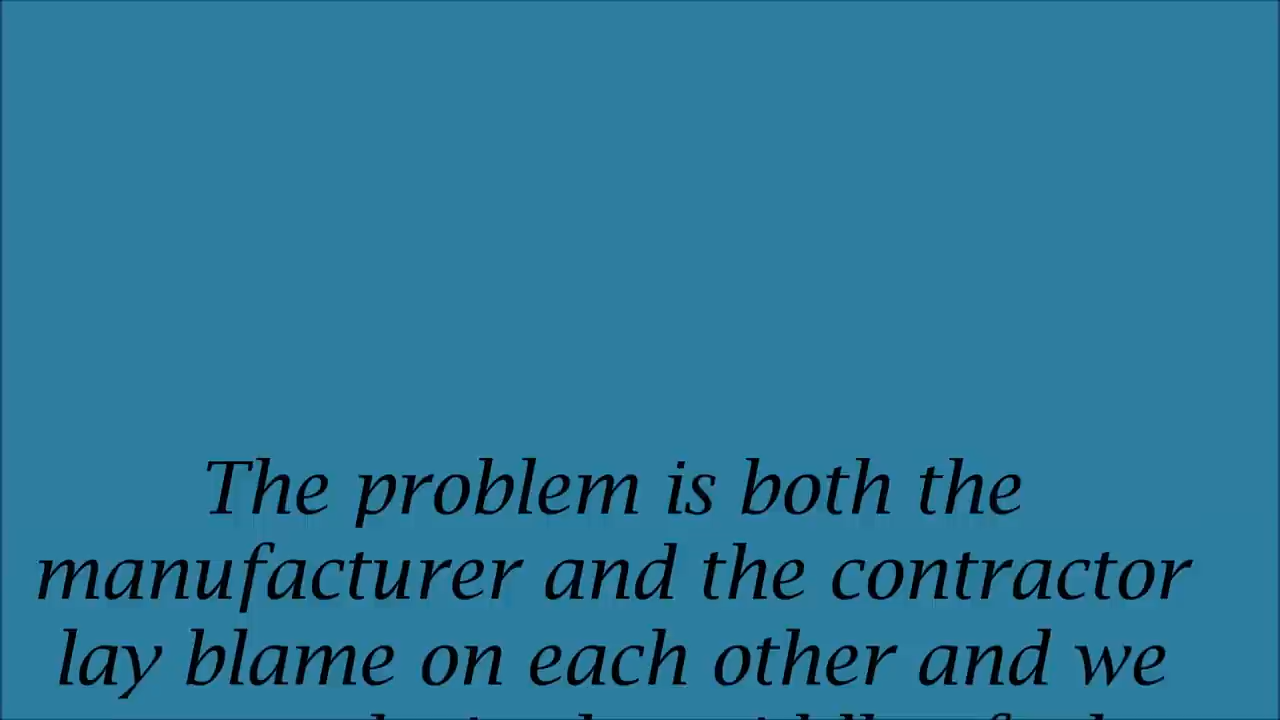 The problem is both the
manufacturer and the contractor
lay blame on each other and we